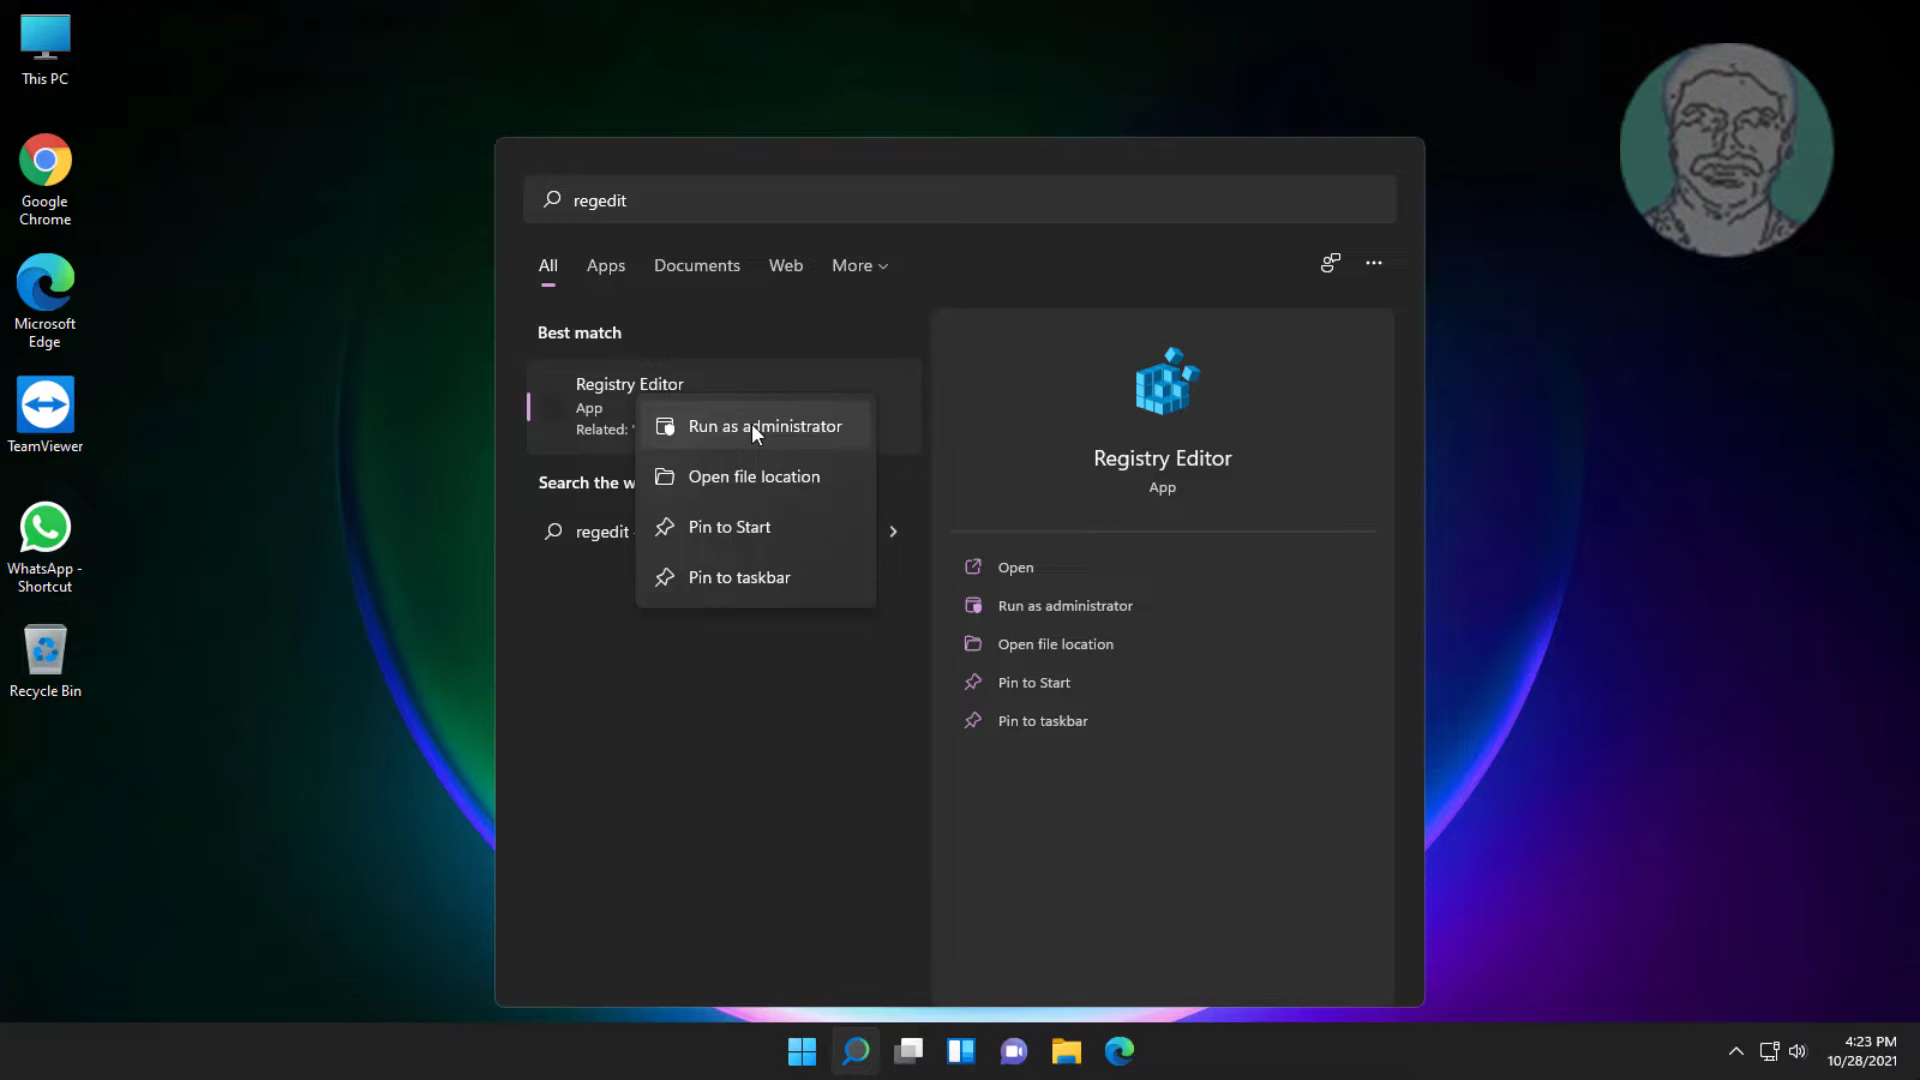 This PC
Google
Chrome
Microsoft
Edge
TeamViewer
WhatsApp -
Shortcut
Recycle Bin
regedit
All
Apps
Documents
Web
More
Best match
Registry Editor
App
Related: "
Search the w
regedit -
Run as administrator
Open file location
Pin to Start
Pin to taskbar
Registry Editor
App
Open
Run as administrator
Open file location
Pin to Start
Pin to taskbar
4:23 PM
10/28/2021